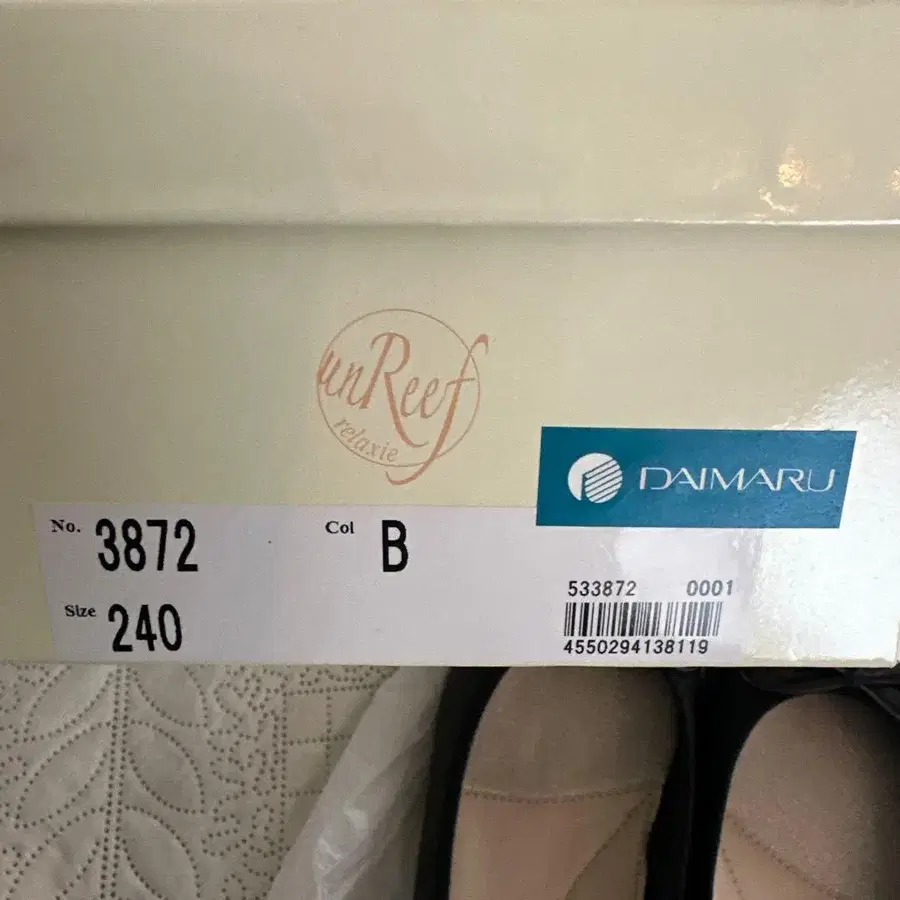 unReef
relaxie
DAIMARU
No. 3872 Col B
Size 240
533872 0001
4550294138119